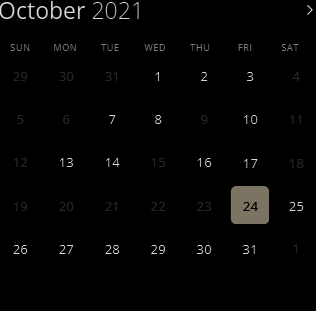 October 2021
SUN MON TUE WED THU FRI SAT
29 30 31 1 2 3 4
5 6 7 8 9 10 11
12 13 14 15 16 17 18
19 20 21 22 23 24 25
26 27 28 29 30 31 1